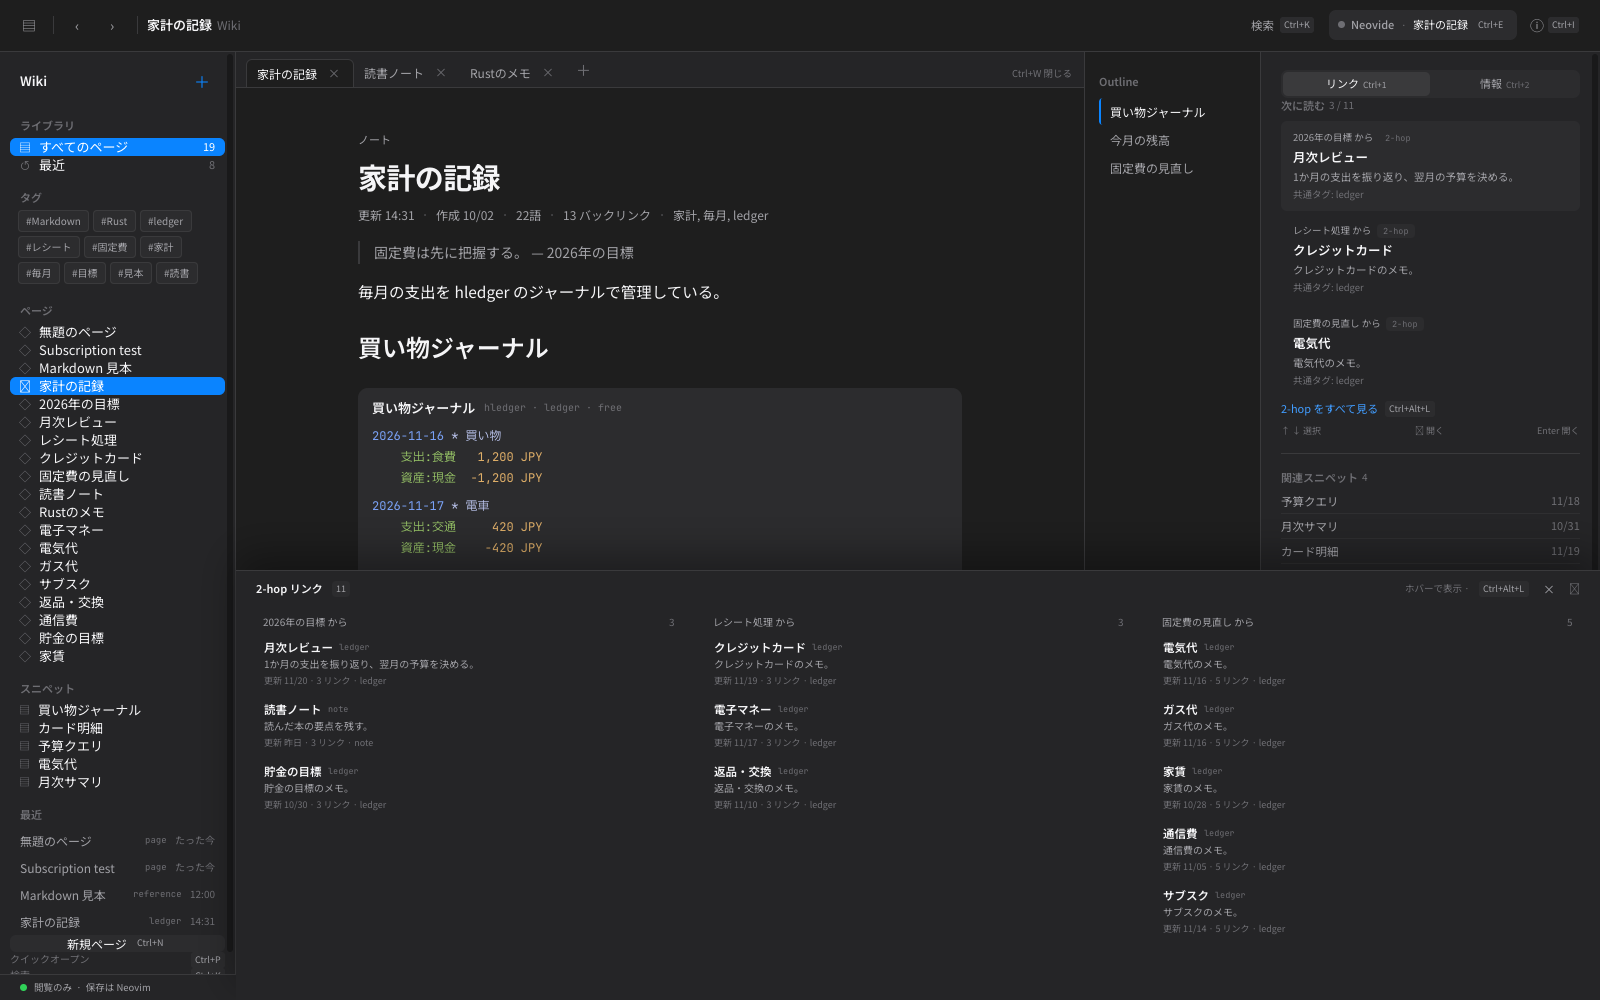 家計の記録 Wiki
検索 Ctrl+K
Neovide · 家計の記録 Ctrl+E
Ctrl+I
Wiki
ライブラリ
すべてのページ 19
最近 8
タグ
#Markdown #Rust #ledger
#レシート #固定費 #家計
#毎月 #目標 #見本 #読書
ページ
無題のページ
Subscription test
Markdown 見本
家計の記録
2026年の目標
月次レビュー
レシート処理
クレジットカード
固定費の見直し
読書ノート
Rustのメモ
電子マネー
電気代
ガス代
サブスク
返品・交換
通信費
貯金の目標
家賃
スニペット
買い物ジャーナル
カード明細
予算クエリ
電気代
月次サマリ
最近
無題のページ page たった今
Subscription test page たった今
Markdown 見本 reference 12:00
家計の記録 ledger 14:31
新規ページ Ctrl+N
クイックオープン Ctrl+P
閲覧のみ · 保存は Neovim
家計の記録 × 読書ノート × Rustのメモ × +
Ctrl+W 閉じる
ノート
家計の記録
更新 14:31 · 作成 10/02 · 22語 · 13 バックリンク · 家計, 毎月, ledger
固定費は先に把握する。 — 2026年の目標
毎月の支出を hledger のジャーナルで管理している。
買い物ジャーナル
買い物ジャーナル hledger · ledger · free
2026-11-16 * 買い物
支出:食費 1,200 JPY
資産:現金 -1,200 JPY
2026-11-17 * 電車
支出:交通 420 JPY
資産:現金 -420 JPY
Outline
買い物ジャーナル
今月の残高
固定費の見直し
リンク Ctrl+1 情報 Ctrl+2
次に読む 3 / 11
2026年の目標 から 2-hop
月次レビュー
1か月の支出を振り返り、翌月の予算を決める。
共通タグ: ledger
レシート処理 から 2-hop
クレジットカード
クレジットカードのメモ。
共通タグ: ledger
固定費の見直し から 2-hop
電気代
電気代のメモ。
共通タグ: ledger
2-hop をすべて見る Ctrl+Alt+L
↑ ↓ 選択 開く Enter 開く
関連スニペット 4
予算クエリ 11/18
月次サマリ 10/31
カード明細 11/19
2-hop リンク 11
ホバーで表示 · Ctrl+Alt+L ×
2026年の目標 から 3
月次レビュー ledger
1か月の支出を振り返り、翌月の予算を決める。
更新 11/20 · 3 リンク · ledger
読書ノート note
読んだ本の要点を残す。
更新 昨日 · 3 リンク · note
貯金の目標 ledger
貯金の目標のメモ。
更新 10/30 · 3 リンク · ledger
レシート処理 から 3
クレジットカード ledger
クレジットカードのメモ。
更新 11/19 · 3 リンク · ledger
電子マネー ledger
電子マネーのメモ。
更新 11/17 · 3 リンク · ledger
返品・交換 ledger
返品・交換のメモ。
更新 11/10 · 3 リンク · ledger
固定費の見直し から 5
電気代 ledger
電気代のメモ。
更新 11/16 · 5 リンク · ledger
ガス代 ledger
ガス代のメモ。
更新 11/16 · 5 リンク · ledger
家賃 ledger
家賃のメモ。
更新 10/28 · 5 リンク · ledger
通信費 ledger
通信費のメモ。
更新 11/05 · 5 リンク · ledger
サブスク ledger
サブスクのメモ。
更新 11/14 · 5 リンク · ledger